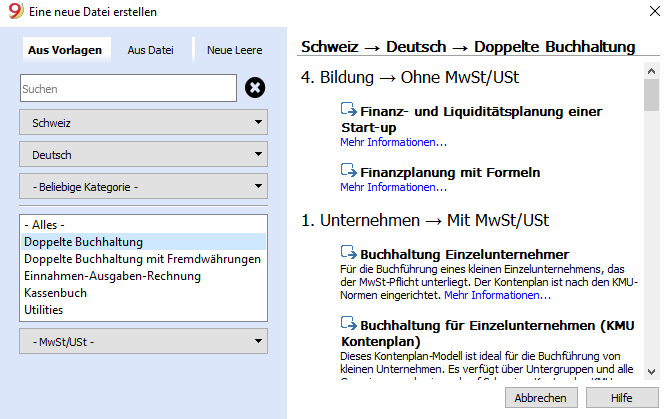 Eine neue Datei erstellen
Aus Vorlagen
Aus Datei
Neue Leere
Suchen
Schweiz
Deutsch
- Beliebige Kategorie -
- Alles -
Doppelte Buchhaltung
Doppelte Buchhaltung mit Fremdwährungen
Einnahmen-Ausgaben-Rechnung
Kassenbuch
Utilities
- MwSt/USt -
Schweiz → Deutsch → Doppelte Buchhaltung
4. Bildung → Ohne MwSt/USt
Finanz- und Liquiditätsplanung einer
Start-up
Mehr Informationen...
Finanzplanung mit Formeln
Mehr Informationen...
1. Unternehmen → Mit MwSt/USt
Buchhaltung Einzelunternehmer
Für die Buchführung eines kleinen Einzelunternehmens, das
der MwSt-Pflicht unterliegt. Der Kontenplan ist nach den KMU-
Normen eingerichtet. Mehr Informationen...
Buchhaltung für Einzelunternehmen (KMU
Kontenplan)
Dieses Kontenplan-Modell ist ideal für die Buchführung von
kleinen Unternehmen. Es verfügt über Untergruppen und alle
Abbrechen
Hilfe